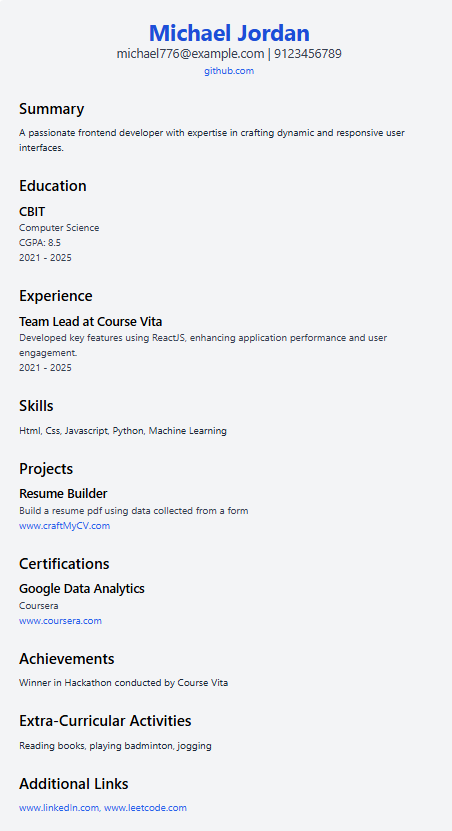 Michael Jordan
michael776@example.com | 9123456789
github.com
Summary
A passionate frontend developer with expertise in crafting dynamic and responsive user
interfaces.
Education
CBIT
Computer Science
CGPA: 8.5
2021 - 2025
Experience
Team Lead at Course Vita
Developed key features using ReactJS, enhancing application performance and user
engagement.
2021 - 2025
Skills
Html, Css, Javascript, Python, Machine Learning
Projects
Resume Builder
Build a resume pdf using data collected from a form
www.craftMyCV.com
Certifications
Google Data Analytics
Coursera
www.coursera.com
Achievements
Winner in Hackathon conducted by Course Vita
Extra-Curricular Activities
Reading books, playing badminton, jogging
Additional Links
www.linkedIn.com, www.leetcode.com